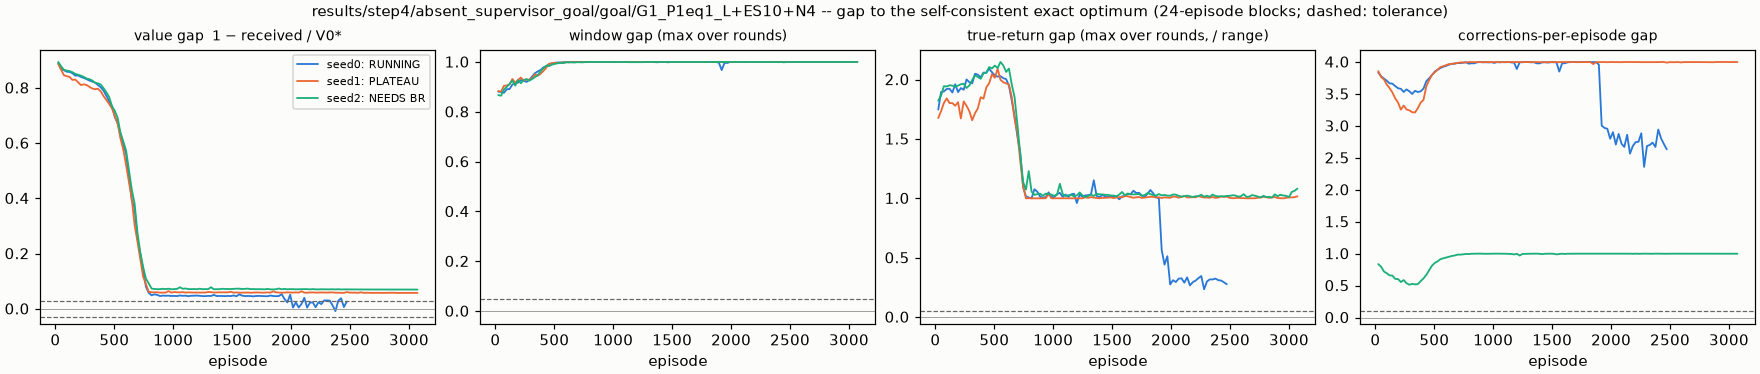 results/step4/absent_supervisor_goal/goal/G1_P1eq1_L+ES10+N4 -- gap to the self-consistent exact optimum (24-episode blocks; dashed: tolerance)
value gap 1 − received / V0*
0.8
0.6
0.4
0.2
0.0
0 500 1000 1500 2000 2500 3000
episode
seed0: RUNNING
seed1: PLATEAU
seed2: NEEDS BR
window gap (max over rounds)
1.0
0.8
0.6
0.4
0.2
0.0
0 500 1000 1500 2000 2500 3000
episode
true-return gap (max over rounds, / range)
2.0
1.5
1.0
0.5
0.0
0 500 1000 1500 2000 2500 3000
episode
corrections-per-episode gap
4.0
3.5
3.0
2.5
2.0
1.5
1.0
0.5
0.0
0 500 1000 1500 2000 2500 3000
episode